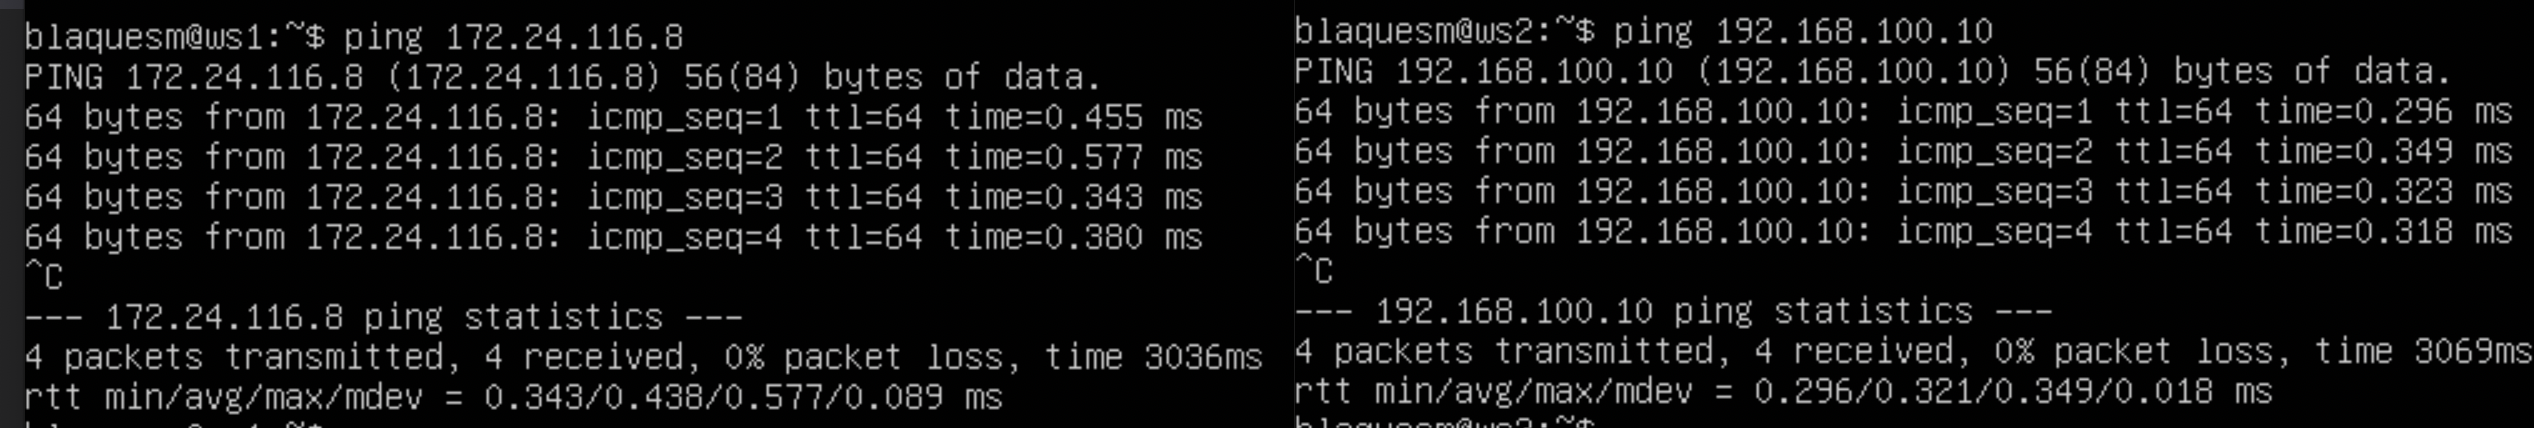 blaquesm@ws1:~$ ping 172.24.116.8
PING 172.24.116.8 (172.24.116.8) 56(84) bytes of data.
64 bytes from 172.24.116.8: icmp_seq=1 ttl=64 time=0.455 ms
64 bytes from 172.24.116.8: icmp_seq=2 ttl=64 time=0.577 ms
64 bytes from 172.24.116.8: icmp_seq=3 ttl=64 time=0.343 ms
64 bytes from 172.24.116.8: icmp_seq=4 ttl=64 time=0.380 ms
^C
--- 172.24.116.8 ping statistics ---
4 packets transmitted, 4 received, 0% packet loss, time 3036ms
rtt min/avg/max/mdev = 0.343/0.438/0.577/0.089 ms
blaquesm@ws2:~$ ping 192.168.100.10
PING 192.168.100.10 (192.168.100.10) 56(84) bytes of data.
64 bytes from 192.168.100.10: icmp_seq=1 ttl=64 time=0.296 ms
64 bytes from 192.168.100.10: icmp_seq=2 ttl=64 time=0.349 ms
64 bytes from 192.168.100.10: icmp_seq=3 ttl=64 time=0.323 ms
64 bytes from 192.168.100.10: icmp_seq=4 ttl=64 time=0.318 ms
^C
--- 192.168.100.10 ping statistics ---
4 packets transmitted, 4 received, 0% packet loss, time 3069ms
rtt min/avg/max/mdev = 0.296/0.321/0.349/0.018 ms